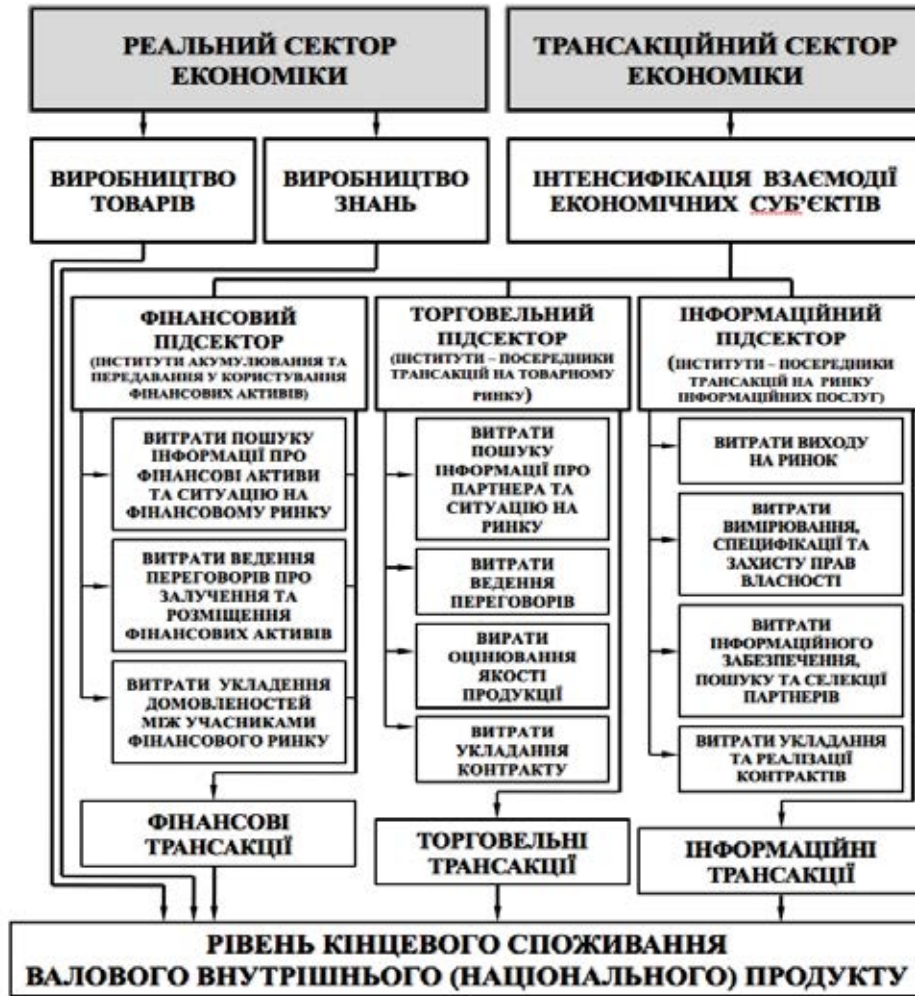 РЕАЛЬНИЙ СЕКТОР
ЕКОНОМІКИ
ТРАНСАКЦІЙНИЙ СЕКТОР
ЕКОНОМІКИ
ВИРОБНИЦТВО
ТОВАРІВ
ВИРОБНИЦТВО
ЗНАНЬ
ІНТЕНСИФІКАЦІЯ ВЗАЄМОДІЇ
ЕКОНОМІЧНИХ СУБ’ЄКТІВ
ФІНАНСОВИЙ
ПІДСЕКТОР
(ІНСТИТУТИ АКУМУЛЮВАННЯ ТА
ПЕРЕДАВАННЯ У КОРИСТУВАННЯ
ФІНАНСОВИХ АКТИВІВ)
ТОРГОВЕЛЬНИЙ
ПІДСЕКТОР
(ІНСТИТУТИ – ПОСЕРЕДНИКИ
ТРАНСАКЦІЙ НА ТОВАРНОМУ
РИНКУ)
ІНФОРМАЦІЙНИЙ
ПІДСЕКТОР
(ІНСТИТУТИ – ПОСЕРЕДНИКИ
ТРАНСАКЦІЙ НА РИНКУ
ІНФОРМАЦІЙНИХ ПОСЛУГ)
ВИТРАТИ ПОШУКУ
ІНФОРМАЦІЇ ПРО
ФІНАНСОВІ АКТИВИ
ТА СИТУАЦІЮ НА
ФІНАНСОВОМУ РИНКУ
ВИТРАТИ ВЕДЕННЯ
ПЕРЕГОВОРІВ ПРО
ЗАЛУЧЕННЯ ТА
РОЗМІЩЕННЯ
ФІНАНСОВИХ АКТИВІВ
ВИТРАТИ УКЛАДЕННЯ
ДОМОВЛЕНОСТЕЙ
МІЖ УЧАСНИКАМИ
ФІНАНСОВОГО РИНКУ
ВИТРАТИ
ПОШУКУ
ІНФОРМАЦІЇ ПРО
ПАРТНЕРА ТА
СИТУАЦІЮ НА
РИНКУ
ВИТРАТИ
ВЕДЕННЯ
ПЕРЕГОВОРІВ
ВИРАТИ
ОЦІНЮВАННЯ
ЯКОСТІ
ПРОДУКЦІЇ
ВИТРАТИ
УКЛАДАННЯ
КОНТРАКТУ
ВИТРАТИ ВИХОДУ
НА РИНОК
ВИТРАТИ
ВИМІРЮВАННЯ,
СПЕЦИФІКАЦІЇ ТА
ЗАХИСТУ ПРАВ
ВЛАСНОСТІ
ВИТРАТИ
ІНФОРМАЦІЙНОГО
ЗАБЕЗПЕЧЕННЯ,
ПОШУКУ ТА СЕЛЕКЦІЇ
ПАРТНЕРІВ
ВИТРАТИ УКЛАДАННЯ
ТА РЕАЛІЗАЦІЇ
КОНТРАКТІВ
ФІНАНСОВІ
ТРАНСАКЦІЇ
ТОРГОВЕЛЬНІ
ТРАНСАКЦІЇ
ІНФОРМАЦІЙНІ
ТРАНСАКЦІЇ
РІВЕНЬ КІНЦЕВОГО СПОЖИВАННЯ
ВАЛОВОГО ВНУТРІШНЬОГО (НАЦІОНАЛЬНОГО) ПРОДУКТУ